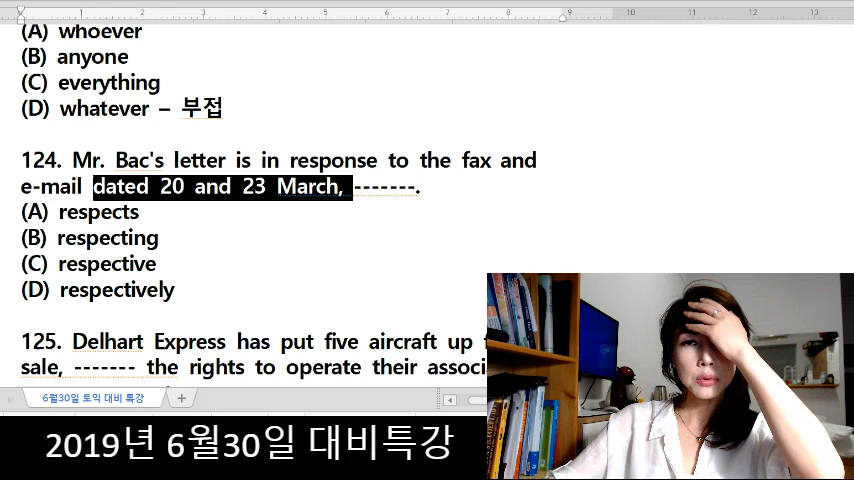 (A) whoever
(B) anyone
(C) everything
(D) whatever – 부접
124. Mr. Bac's letter is in response to the fax and
e-mail dated 20 and 23 March, -------.
(A) respects
(B) respecting
(C) respective
(D) respectively
125. Delhart Express has put five aircraft up
sale, ------- the rights to operate their associ
6월30일 토익 대비 특강
2019년 6월30일 대비특강